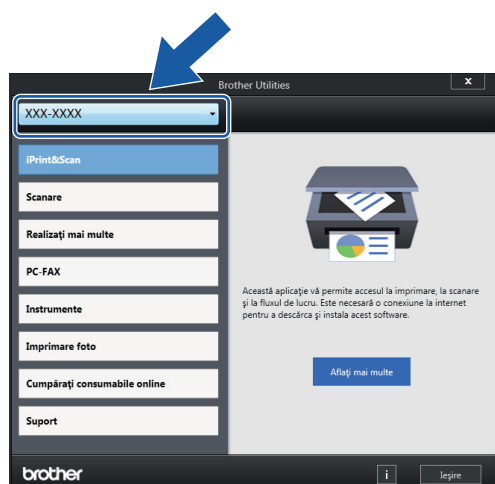 Brother Utilities
x
XXX-XXXX
iPrint&Scan
Scanare
Realizaţi mai multe
PC-FAX
Instrumente
Imprimare foto
Cumpăraţi consumabile online
Suport
Această aplicaţie vă permite accesul la imprimare, la scanare
şi la fluxul de lucru. Este necesară o conexiune la internet
pentru a descărca şi instala acest software.
Aflaţi mai multe
brother
i
Ieşire